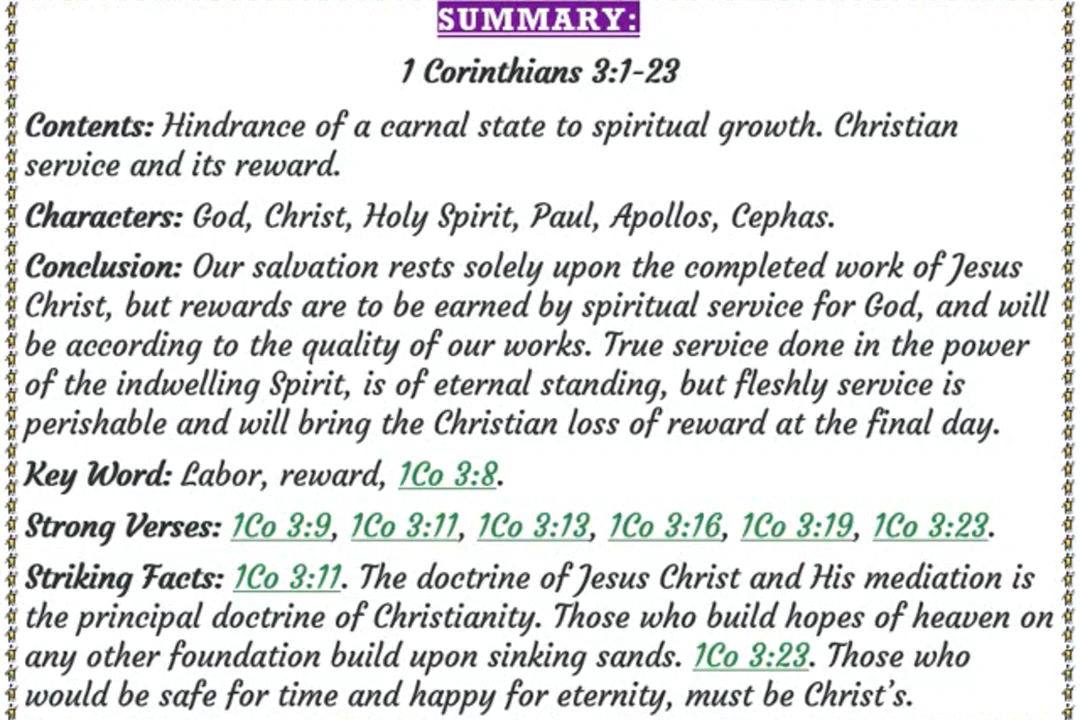 SUMMARY:
1 Corinthians 3:1-23
Contents: Hindrance of a carnal state to spiritual growth. Christian
service and its reward.
Characters: God, Christ, Holy Spirit, Paul, Apollos, Cephas.
Conclusion: Our salvation rests solely upon the completed work of Jesus
Christ, but rewards are to be earned by spiritual service for God, and will
be according to the quality of our works. True service done in the power
of the indwelling Spirit, is of eternal standing, but fleshly service is
perishable and will bring the Christian loss of reward at the final day.
Key Word: Labor, reward, 1Co 3:8.
Strong Verses: 1Co 3:9, 1Co 3:11, 1Co 3:13, 1Co 3:16, 1Co 3:19, 1Co 3:23.
Striking Facts: 1Co 3:11. The doctrine of Jesus Christ and His mediation is
the principal doctrine of Christianity. Those who build hopes of heaven on
any other foundation build upon sinking sands. 1Co 3:23. Those who
would be safe for time and happy for eternity, must be Christ's.